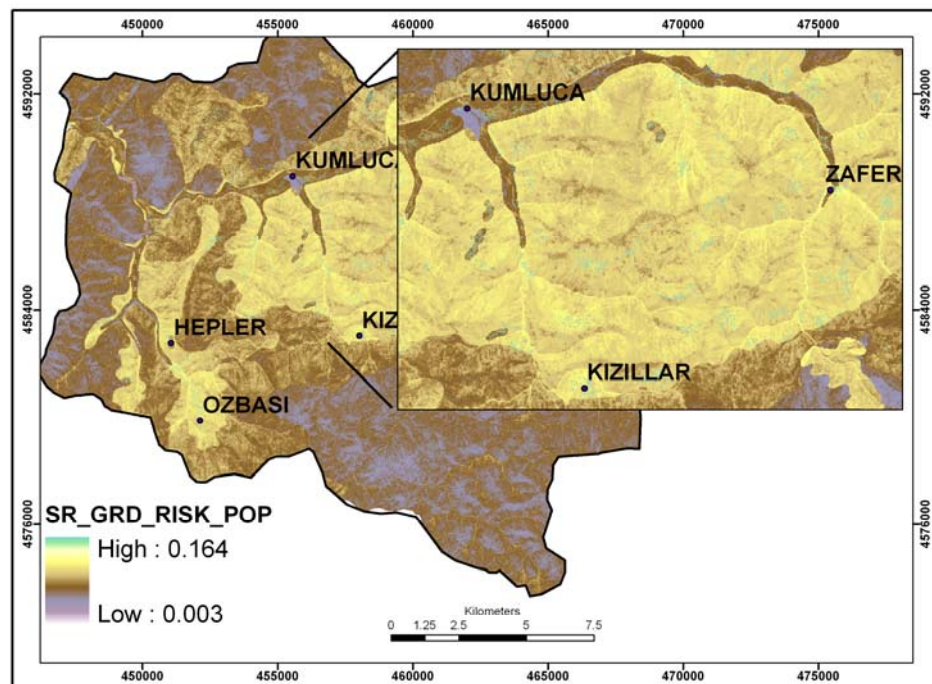 450000 455000 460000 465000 470000 475000
4592000
4592000
KUMLUCA
KUMLUCA
ZAFER
4584000
4584000
HEPLER
KIZ
KIZILLAR
OZBASI
SR_GRD_RISK_POP
High : 0.164
Low : 0.003
4576000
4576000
Kilometers
0 1.25 2.5 5 7.5
450000 455000 460000 465000 470000 475000